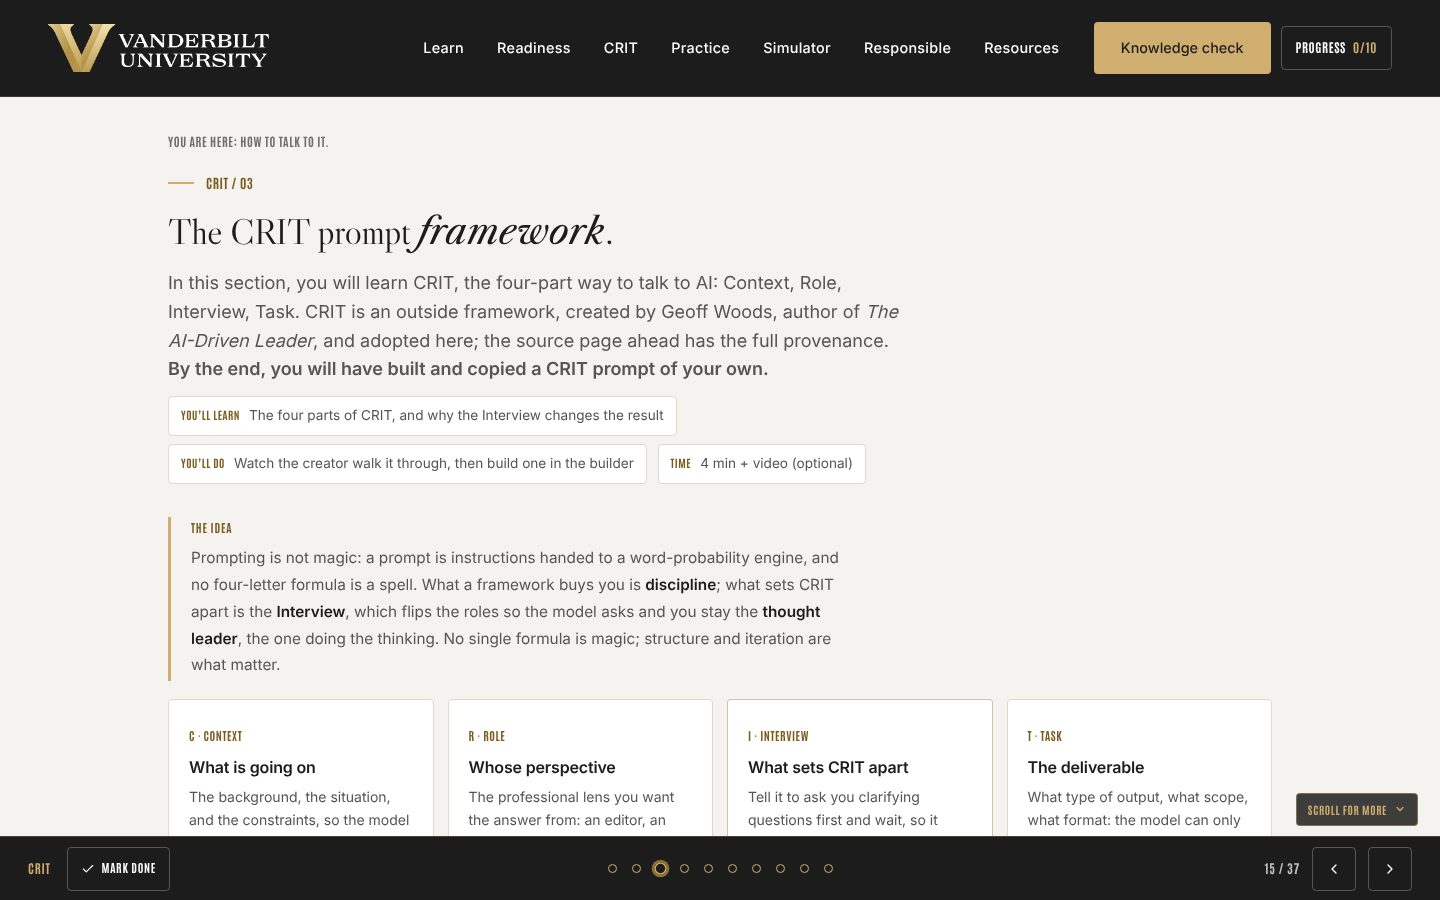 VANDERBILT
UNIVERSITY
Learn
Readiness
CRIT
Practice
Simulator
Responsible
Resources
Knowledge check
PROGRESS 0/10
YOU ARE HERE: HOW TO TALK TO IT.
CRIT / 03
The CRIT prompt framework.
In this section, you will learn CRIT, the four-part way to talk to AI: Context, Role,
Interview, Task. CRIT is an outside framework, created by Geoff Woods, author of The
AI-Driven Leader, and adopted here; the source page ahead has the full provenance.
By the end, you will have built and copied a CRIT prompt of your own.
YOU'LL LEARN The four parts of CRIT, and why the Interview changes the result
YOU'LL DO Watch the creator walk it through, then build one in the builder
TIME 4 min + video (optional)
THE IDEA
Prompting is not magic: a prompt is instructions handed to a word-probability engine, and
no four-letter formula is a spell. What a framework buys you is discipline; what sets CRIT
apart is the Interview, which flips the roles so the model asks and you stay the thought
leader, the one doing the thinking. No single formula is magic; structure and iteration are
what matter.
C · CONTEXT
What is going on
The background, the situation,
and the constraints, so the model
R · ROLE
Whose perspective
The professional lens you want
the answer from: an editor, an
I · INTERVIEW
What sets CRIT apart
Tell it to ask you clarifying
questions first and wait, so it
T · TASK
The deliverable
What type of output, what scope,
what format: the model can only
SCROLL FOR MORE
CRIT
MARK DONE
15 / 37